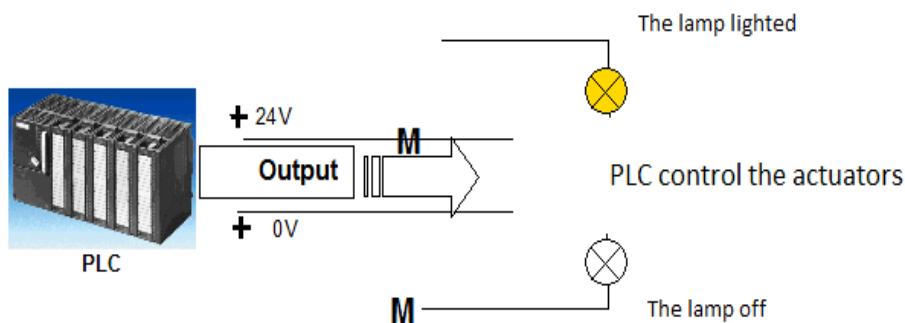 The lamp lighted
+ 24V
M
Output
PLC control the actuators
+ 0V
PLC
M
The lamp off